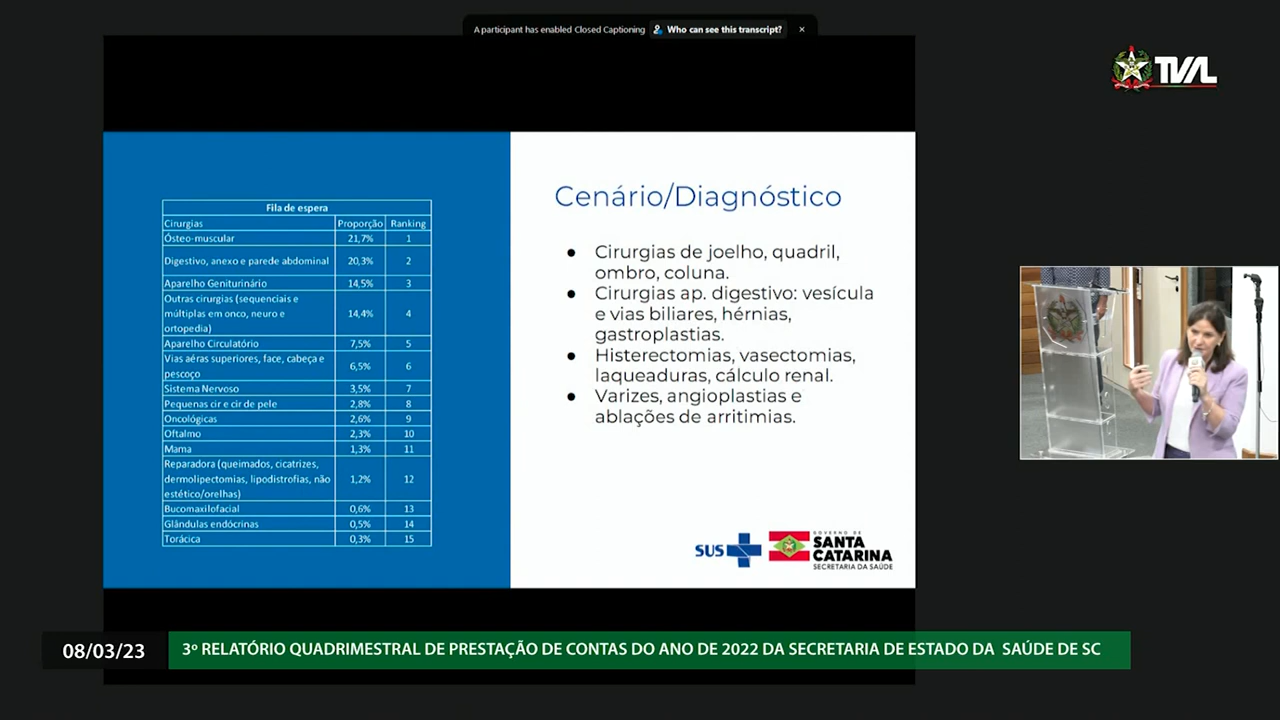 A participant has enabled Closed Captioning Who can see this transcript? ×
TVAL
Fila de espera
Cirurgias Proporção Ranking
Ósteo-muscular 21,7% 1
Digestivo, anexo e parede abdominal 20,3% 2
Aparelho Geniturinário 14,5% 3
Outras cirurgias (sequenciais e
múltiplas em onco, neuro e
ortopedia) 14,4% 4
Aparelho Circulatório 7,5% 5
Vias aéras superiores, face, cabeça e
pescoço 6,5% 6
Sistema Nervoso 3,5% 7
Pequenas cir e cir de pele 2,8% 8
Oncológicas 2,6% 9
Oftalmo 2,3% 10
Mama 1,3% 11
Reparadora (queimados, cicatrizes,
dermolipectomias, lipodistrofias, não
estético/orelhas) 1,2% 12
Bucomaxilofacial 0,6% 13
Glândulas endócrinas 0,5% 14
Torácica 0,3% 15
Cenário/Diagnóstico
● Cirurgias de joelho, quadril,
ombro, coluna.
● Cirurgias ap. digestivo: vesícula
e vias biliares, hérnias,
gastroplastias.
● Histerectomias, vasectomias,
laqueaduras, cálculo renal.
● Varizes, angioplastias e
ablações de arritimias.
SUS
GOVERNO DE
SANTA
CATARINA
SECRETARIA DA SAÚDE
08/03/23
3º RELATÓRIO QUADRIMESTRAL DE PRESTAÇÃO DE CONTAS DO ANO DE 2022 DA SECRETARIA DE ESTADO DA SAÚDE DE SC